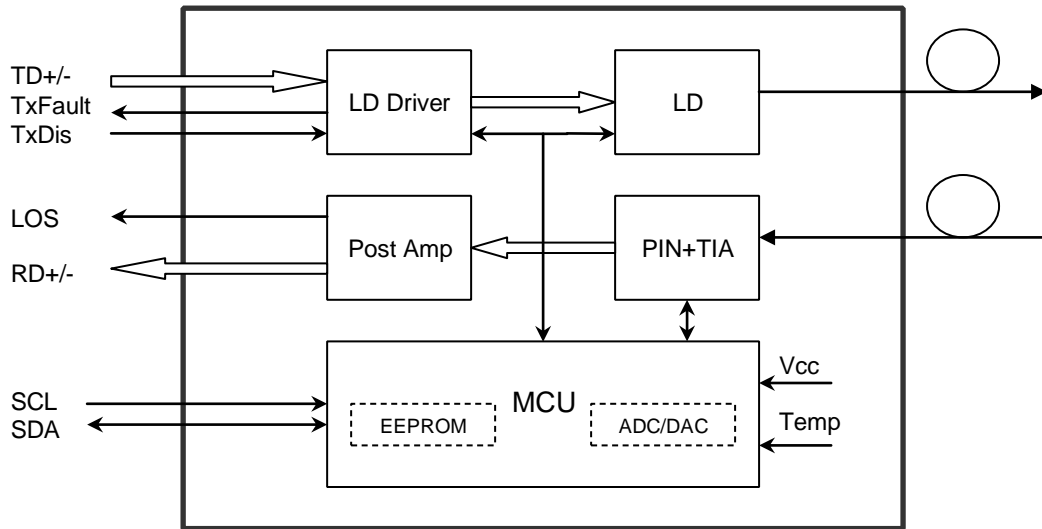 TD+/-
TxFault
TxDis
LD Driver
LD
LOS
RD+/-
Post Amp
PIN+TIA
SCL
SDA
MCU
EEPROM
ADC/DAC
Vcc
Temp